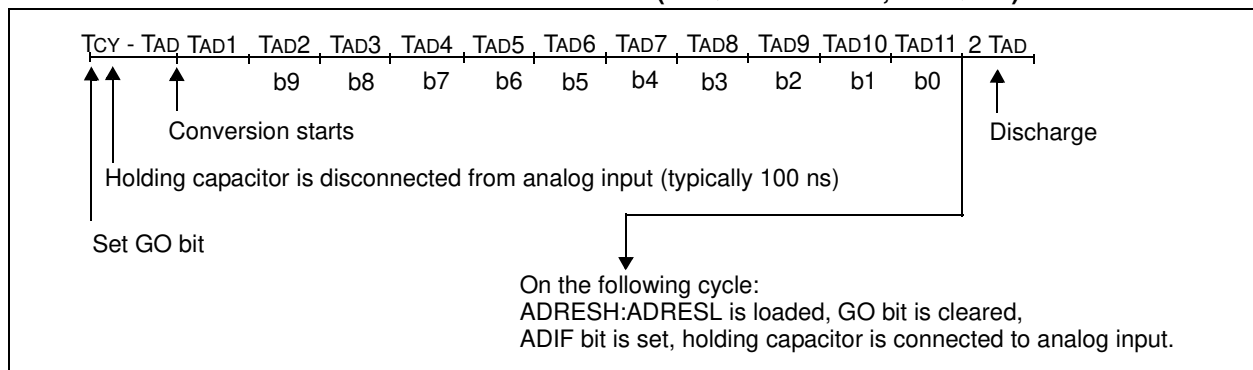 TCY - TAD TAD1 TAD2 TAD3 TAD4 TAD5 TAD6 TAD7 TAD8 TAD9 TAD10 TAD11 2 TAD
b9 b8 b7 b6 b5 b4 b3 b2 b1 b0
Conversion starts
Discharge
Holding capacitor is disconnected from analog input (typically 100 ns)
Set GO bit
On the following cycle:
ADRESH:ADRESL is loaded, GO bit is cleared,
ADIF bit is set, holding capacitor is connected to analog input.